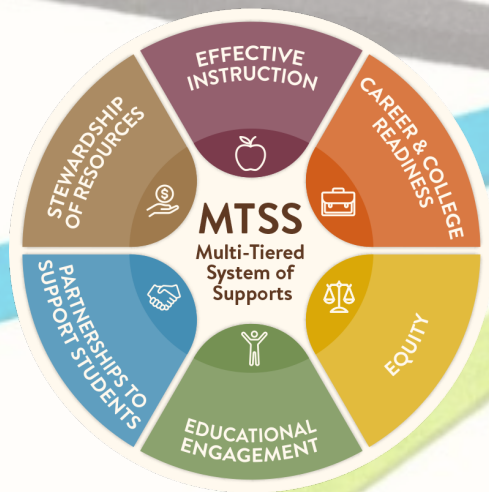 EFFECTIVE
INSTRUCTION
CAREER & COLLEGE
READINESS
EQUITY
EDUCATIONAL
ENGAGEMENT
PARTNERSHIPS TO
SUPPORT STUDENTS
STEWARDSHIP
OF RESOURCES
MTSS
Multi-Tiered
System of
Supports
$